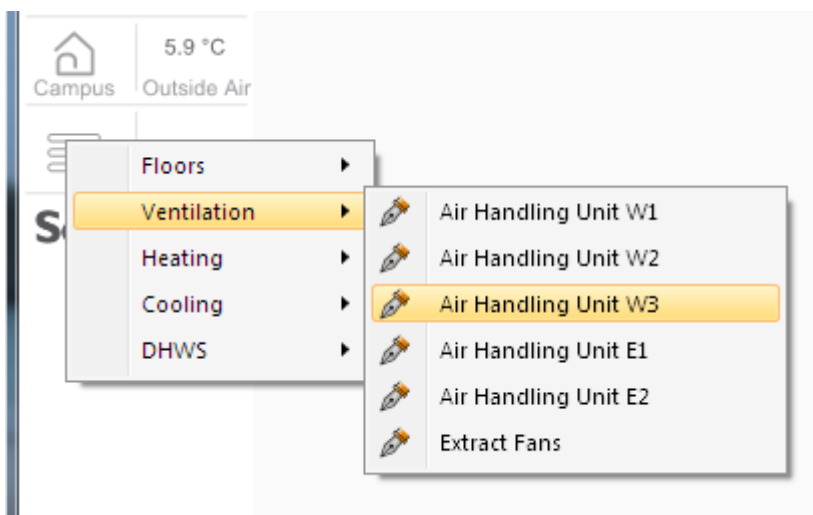 5.9 °C
Campus
Outside Air
Floors
Ventilation
Heating
Cooling
DHWS
Air Handling Unit W1
Air Handling Unit W2
Air Handling Unit W3
Air Handling Unit E1
Air Handling Unit E2
Extract Fans